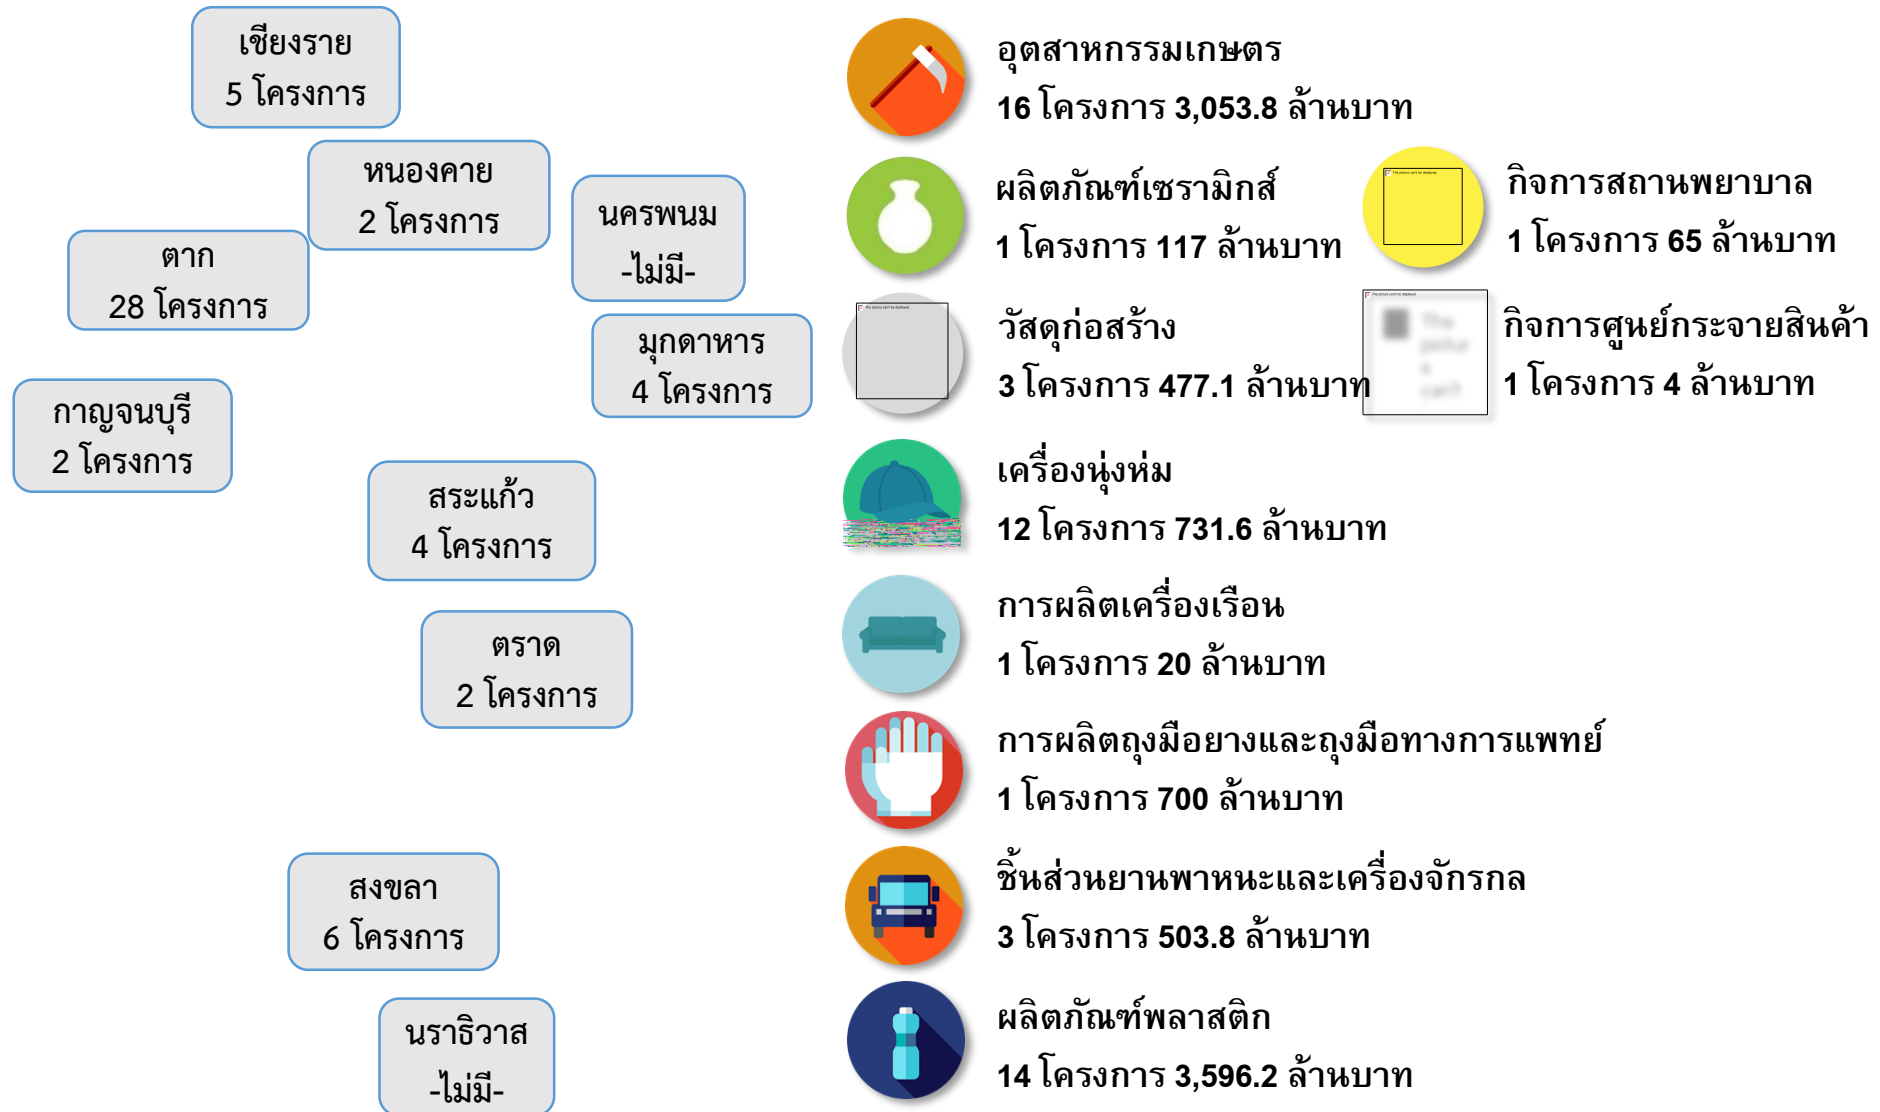 เชียงราย
5 โครงการ
หนองคาย
2 โครงการ
นครพนม
-ไม่มี-
ตาก
28 โครงการ
มุกดาหาร
4 โครงการ
กาญจนบุรี
2 โครงการ
สระแก้ว
4 โครงการ
ตราด
2 โครงการ
สงขลา
6 โครงการ
นราธิวาส
-ไม่มี-
อุตสาหกรรมเกษตร
16 โครงการ 3,053.8 ล้านบาท
ผลิตภัณฑ์เซรามิกส์
1 โครงการ 117 ล้านบาท
The picture can't be displayed.
กิจการสถานพยาบาล
1 โครงการ 65 ล้านบาท
The picture can't be displayed.
วัสดุก่อสร้าง
3 โครงการ 477.1 ล้านบาท
The picture can't be displayed.
กิจการศูนย์กระจายสินค้า
1 โครงการ 4 ล้านบาท
เครื่องหุ่งห่ม
12 โครงการ 731.6 ล้านบาท
การผลิตเครื่องเรือน
1 โครงการ 20 ล้านบาท
การผลิตถุงมือยางและถุงมือทางการแพทย์
1 โครงการ 700 ล้านบาท
ชิ้นส่วนยานพาหนะและเครื่องจักรกล
3 โครงการ 503.8 ล้านบาท
ผลิตภัณฑ์พลาสติก
14 โครงการ 3,596.2 ล้านบาท